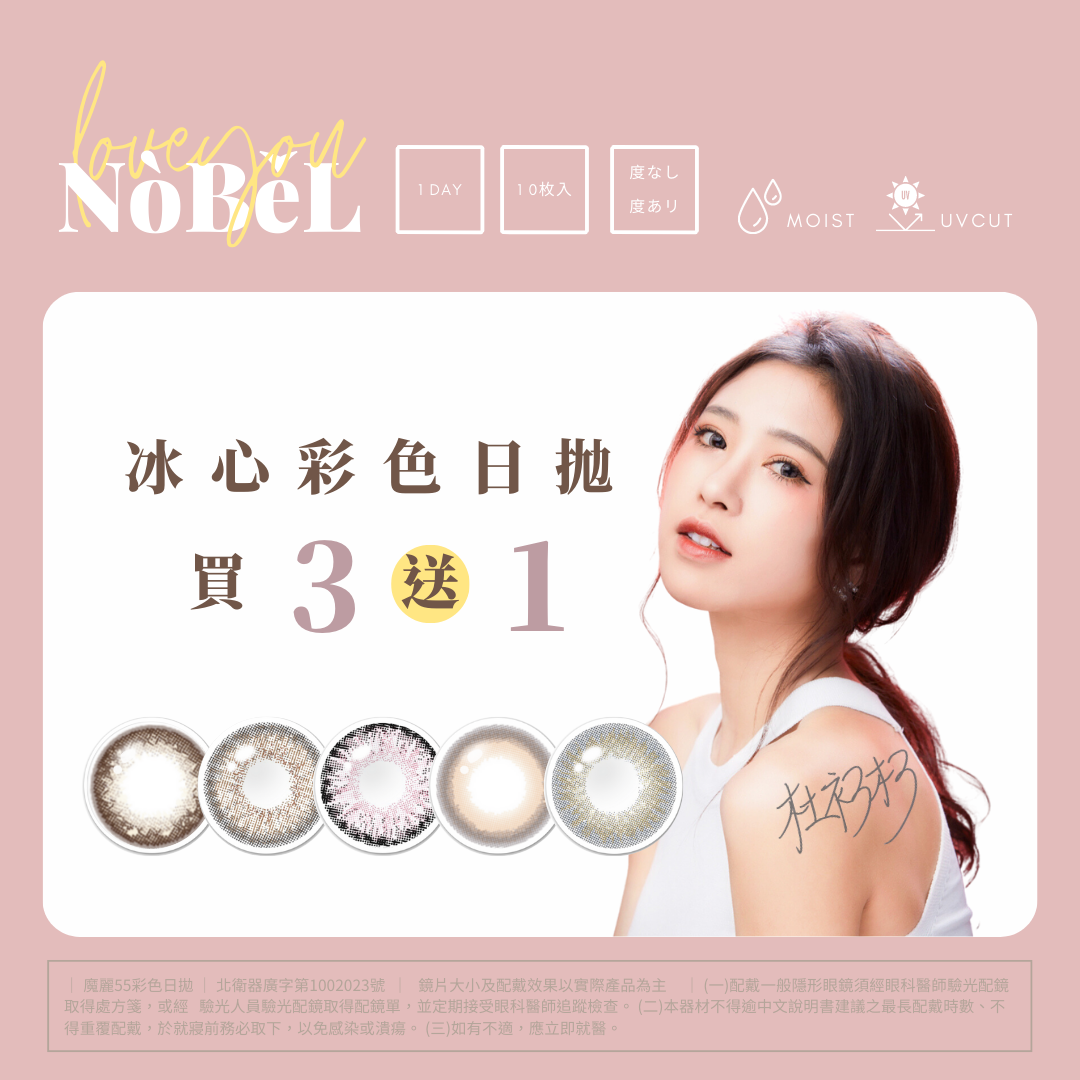 loveyou
NòBěL
1DAY
10枚入
度なし
度あり
MOIST
UV
UVCUT
冰心彩色日拋
買3送1
杜衫衫
｜ 魔麗55彩色日拋 ｜ 北衛器廣字第1002023號 ｜ 鏡片大小及配戴效果以實際產品為主 ｜ (一)配戴一般隱形眼鏡須經眼科醫師驗光配鏡
取得處方箋，或經 驗光人員驗光配鏡取得配鏡單，並定期接受眼科醫師追蹤檢查。 (二)本器材不得逾中文說明書建議之最長配戴時數、不
得重覆配戴，於就寢前務必取下，以免感染或潰瘍。 (三)如有不適，應立即就醫。